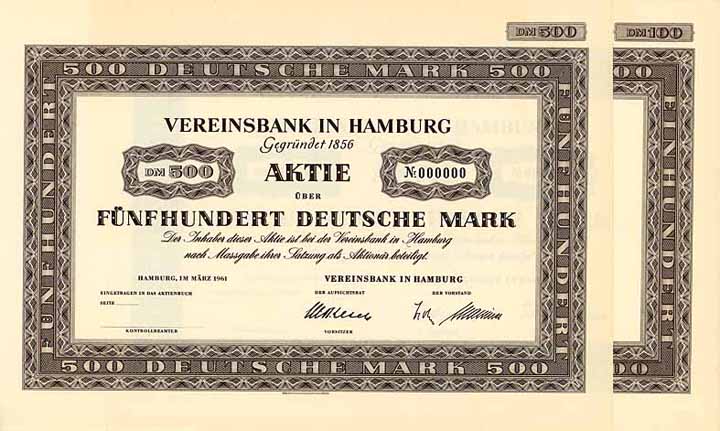 DM 500
DM 100
500 DEUTSCHE MARK 500
FÜNFHUNDERT
FÜNFHUNDERT
EINHUNDERT
VEREINSBANK IN HAMBURG
Gegründet 1856
DM 500
AKTIE
№ 000000
ÜBER
FÜNFHUNDERT DEUTSCHE MARK
Der Inhaber dieser Aktie ist bei der Vereinsbank in Hamburg
nach Massgabe ihrer Satzung als Aktionär beteiligt.
HAMBURG, IM MÄRZ 1961
VEREINSBANK IN HAMBURG
EINGETRAGEN IN DAS AKTIENBUCH
DER AUFSICHTSRAT
DER VORSTAND
SEITE
KONTROLLBEAMTER
VORSITZER
500 DEUTSCHE MARK 500